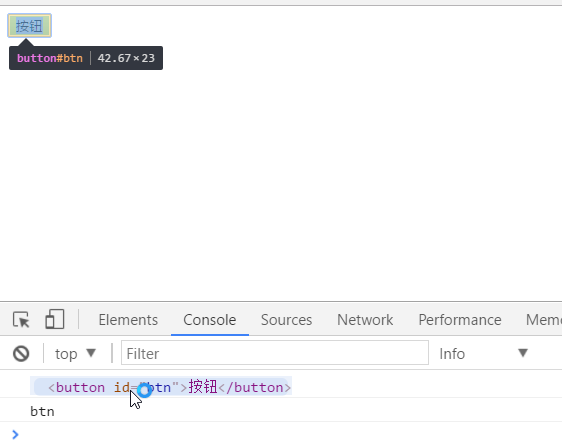 按钮
button#btn | 42.67×23
Elements Console Sources Network Performance Memo
top ▼ Filter Info ▼
<button id="btn">按钮</button>
btn
>